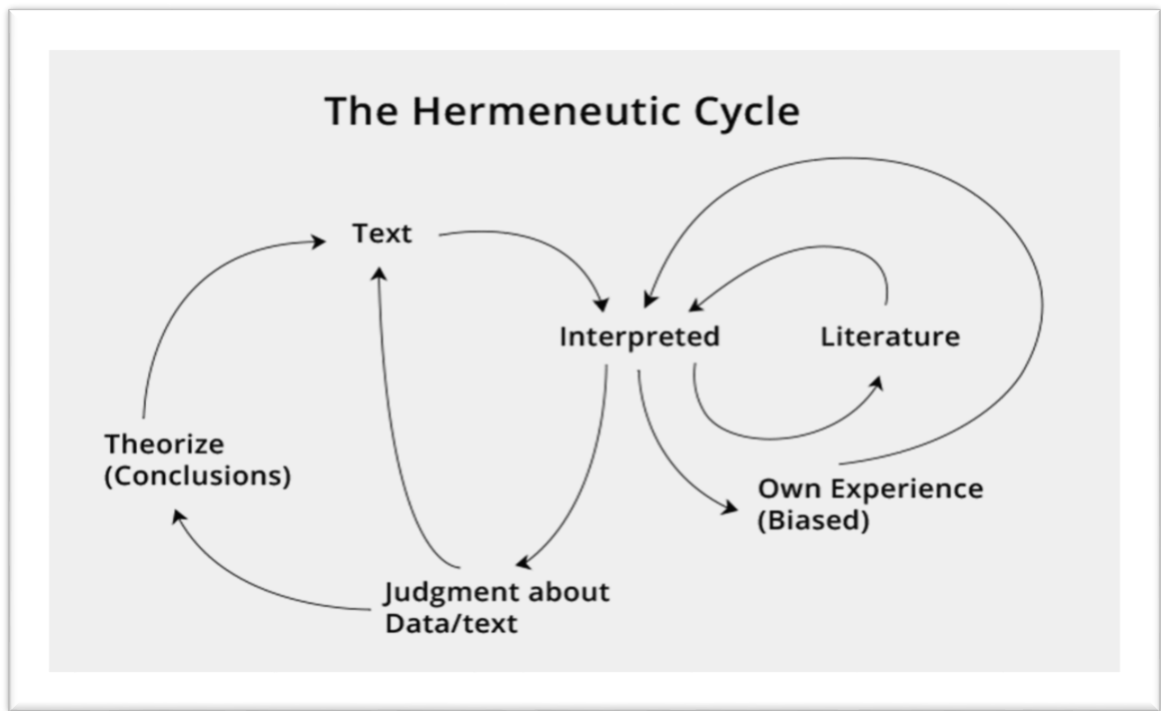 The Hermeneutic Cycle
Text
Interpreted
Literature
Theorize
(Conclusions)
Own Experience
(Biased)
Judgment about
Data/text